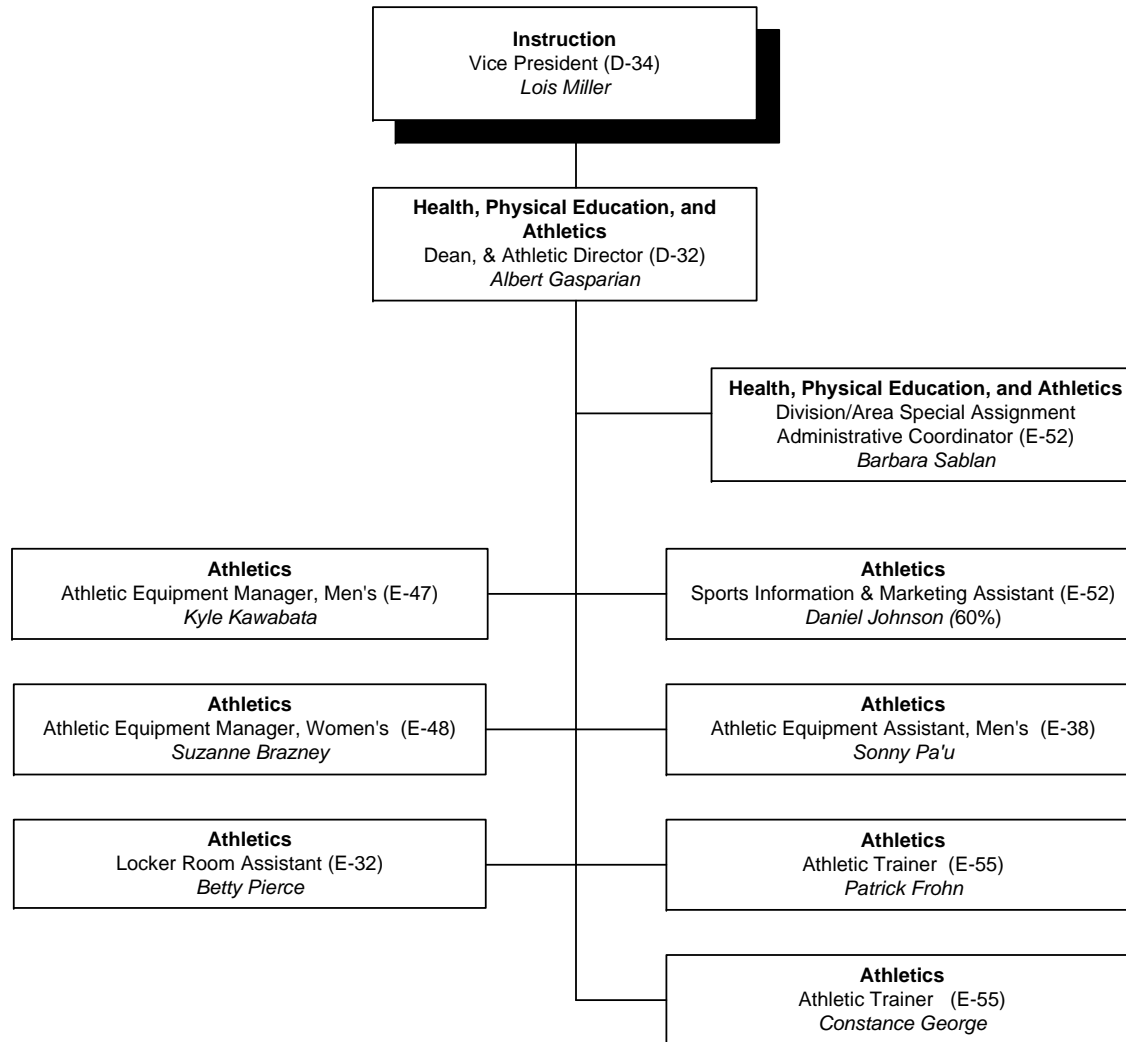 Instruction
Vice President (D-34)
Lois Miller
Health, Physical Education, and
Athletics
Dean, & Athletic Director (D-32)
Albert Gasparian
Health, Physical Education, and Athletics
Division/Area Special Assignment
Administrative Coordinator (E-52)
Barbara Sablan
Athletics
Athletic Equipment Manager, Men's (E-47)
Kyle Kawabata
Athletics
Sports Information & Marketing Assistant (E-52)
Daniel Johnson (60%)
Athletics
Athletic Equipment Manager, Women's (E-48)
Suzanne Brazney
Athletics
Athletic Equipment Assistant, Men's (E-38)
Sonny Pa'u
Athletics
Locker Room Assistant (E-32)
Betty Pierce
Athletics
Athletic Trainer (E-55)
Patrick Frohn
Athletics
Athletic Trainer (E-55)
Constance George